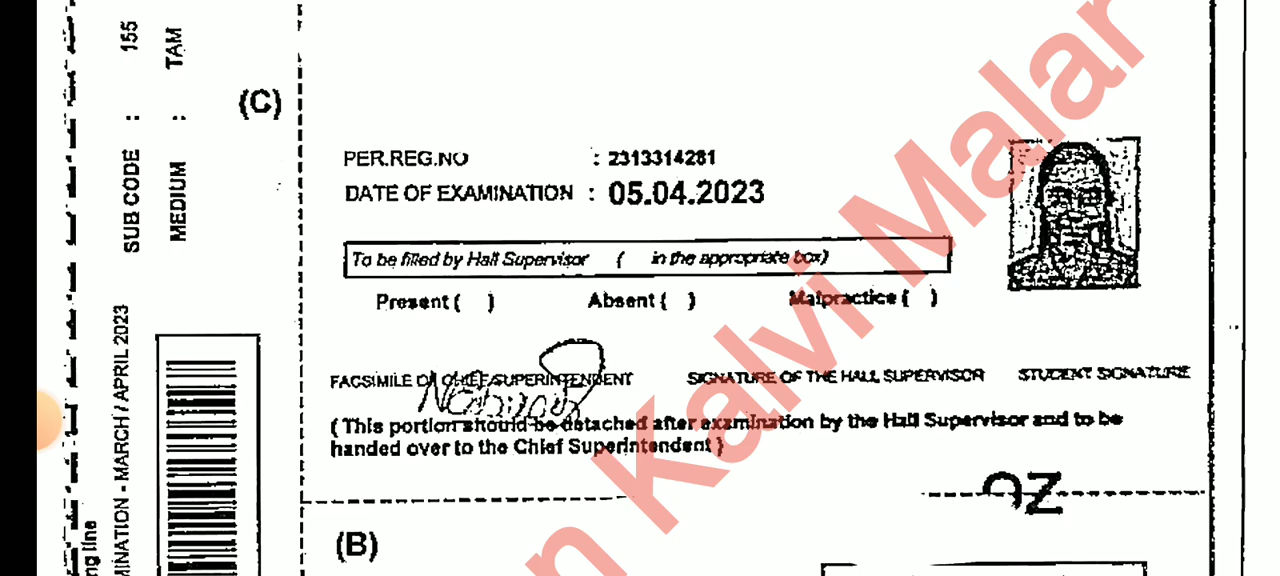 SUB CODE : 155
MEDIUM : TAM
MINATION - MARCH / APRIL 2023
ng line
(C)
PER.REG.NO : 2313314281
DATE OF EXAMINATION : 05.04.2023
To be filled by Hall Supervisor ( in the appropriate box)
Present ( ) Absent ( ) Malpractice ( )
FACSIMILE OF CHIEF SUPERINTENDENT SIGNATURE OF THE HALL SUPERVISOR STUDENT SIGNATURE
( This portion should be detached after examination by the Hall Supervisor and to be
handed over to the Chief Superintendent )
(B)
n Kalvi Malar